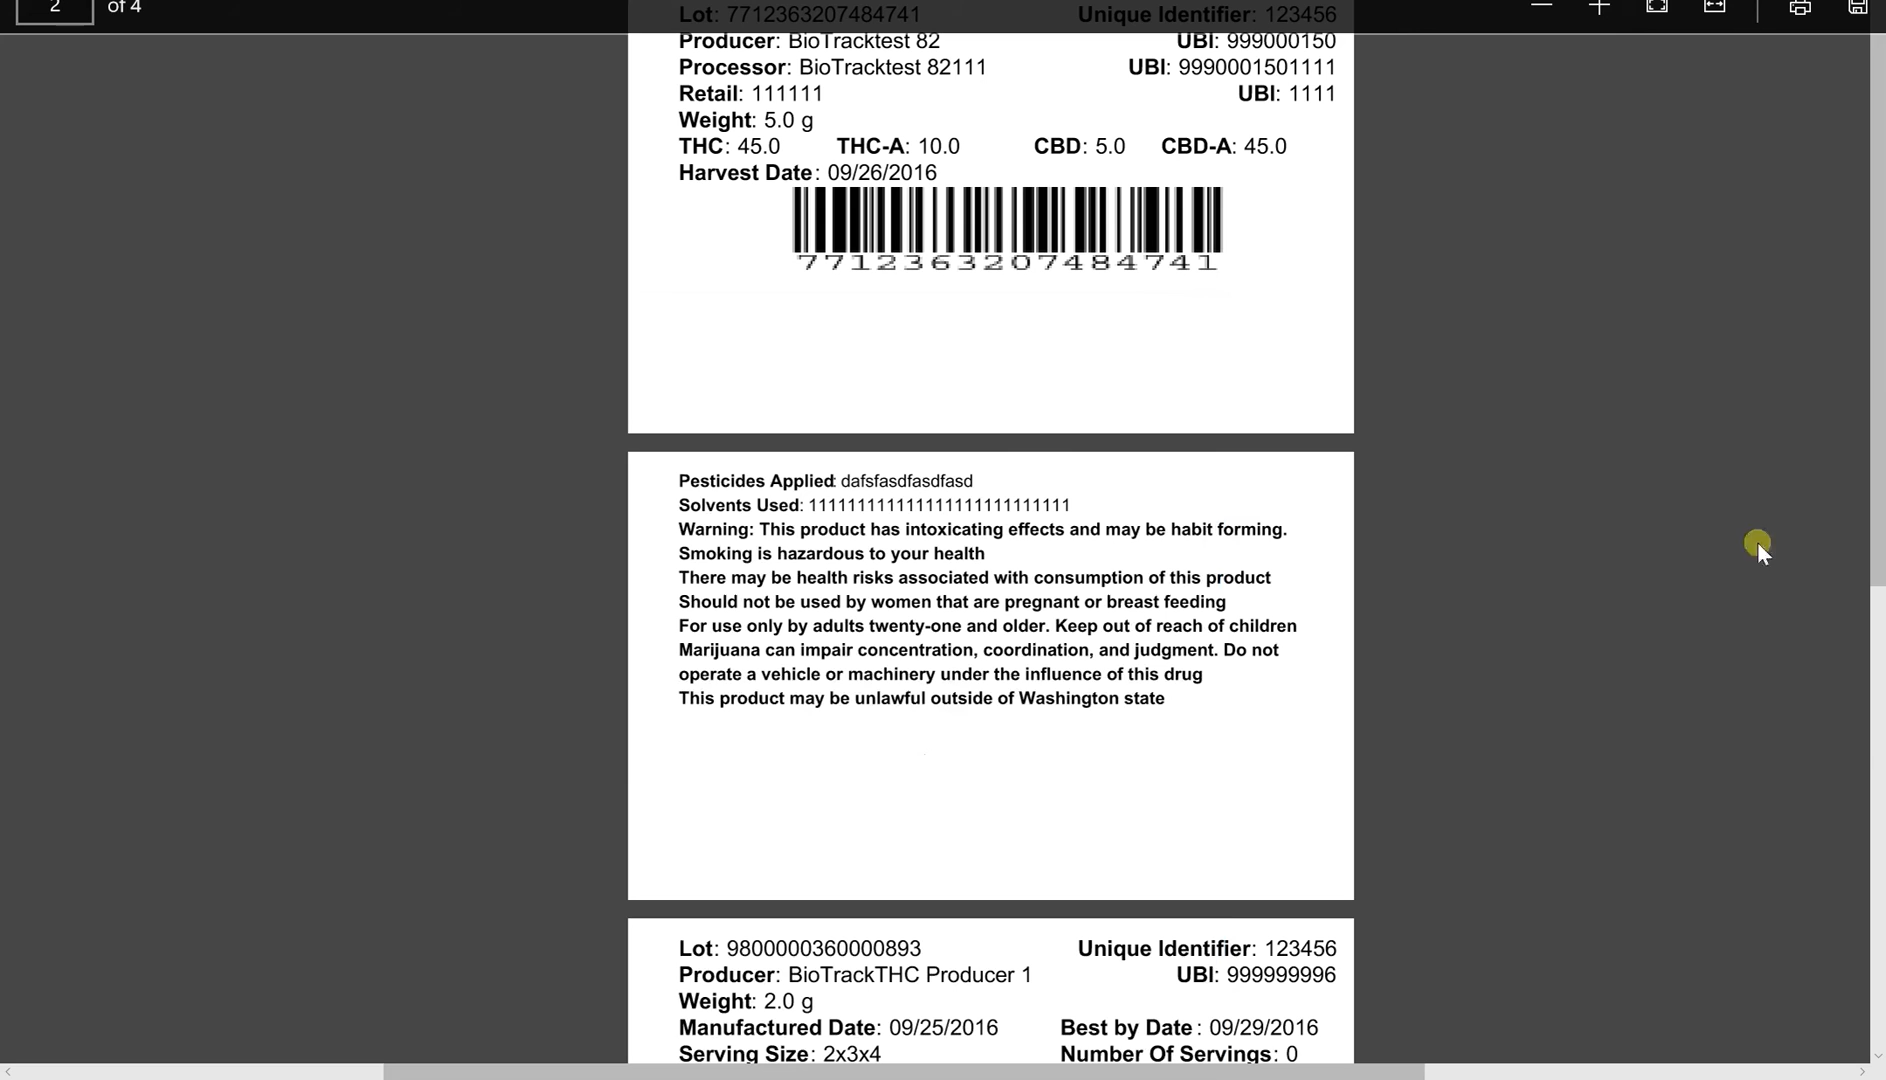 2 of 4
Lot: 7712363207484741 Unique Identifier: 123456
Producer: BioTracktest 82 UBI: 999000150
Processor: BioTracktest 82111 UBI: 9990001501111
Retail: 111111 UBI: 1111
Weight: 5.0 g
THC: 45.0 THC-A: 10.0 CBD: 5.0 CBD-A: 45.0
Harvest Date: 09/26/2016
7712363207484741
Pesticides Applied: dafsfasdfasdfasd
Solvents Used: 111111111111111111111111111
Warning: This product has intoxicating effects and may be habit forming.
Smoking is hazardous to your health
There may be health risks associated with consumption of this product
Should not be used by women that are pregnant or breast feeding
For use only by adults twenty-one and older. Keep out of reach of children
Marijuana can impair concentration, coordination, and judgment. Do not
operate a vehicle or machinery under the influence of this drug
This product may be unlawful outside of Washington state
Lot: 9800000360000893 Unique Identifier: 123456
Producer: BioTrackTHC Producer 1 UBI: 999999996
Weight: 2.0 g
Manufactured Date: 09/25/2016 Best by Date : 09/29/2016
Serving Size: 2x3x4 Number Of Servings: 0